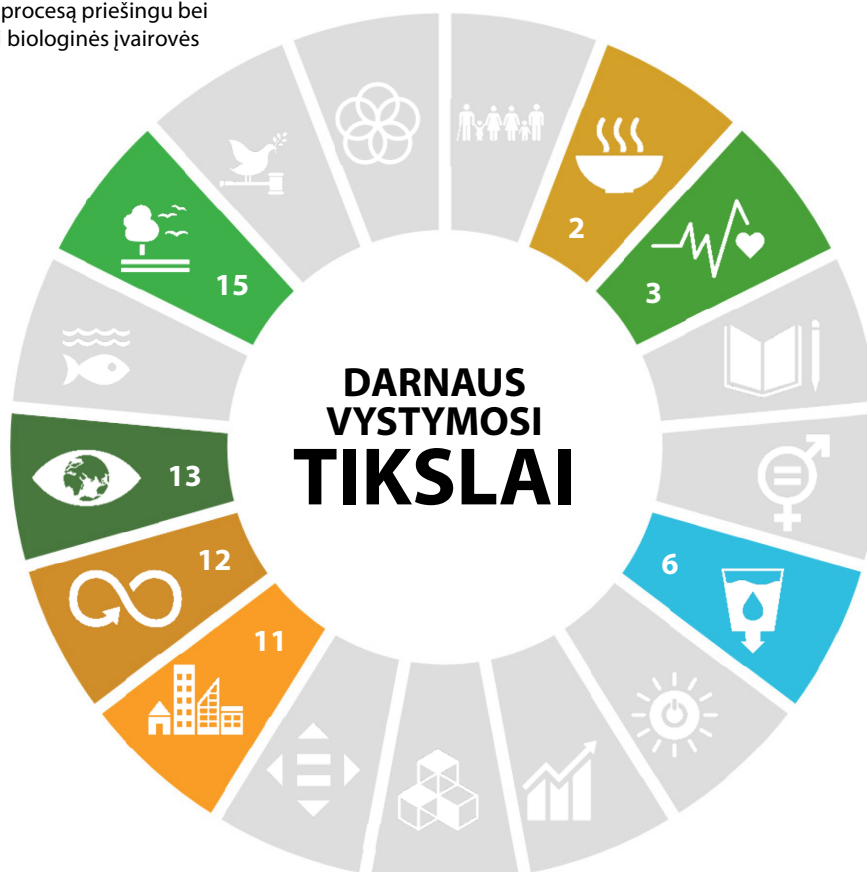 procesą priešingu bei
biologinės įvairovės
2
3
15
DARNAUS
VYSTYMOSI
TIKSLAI
13
12
6
11